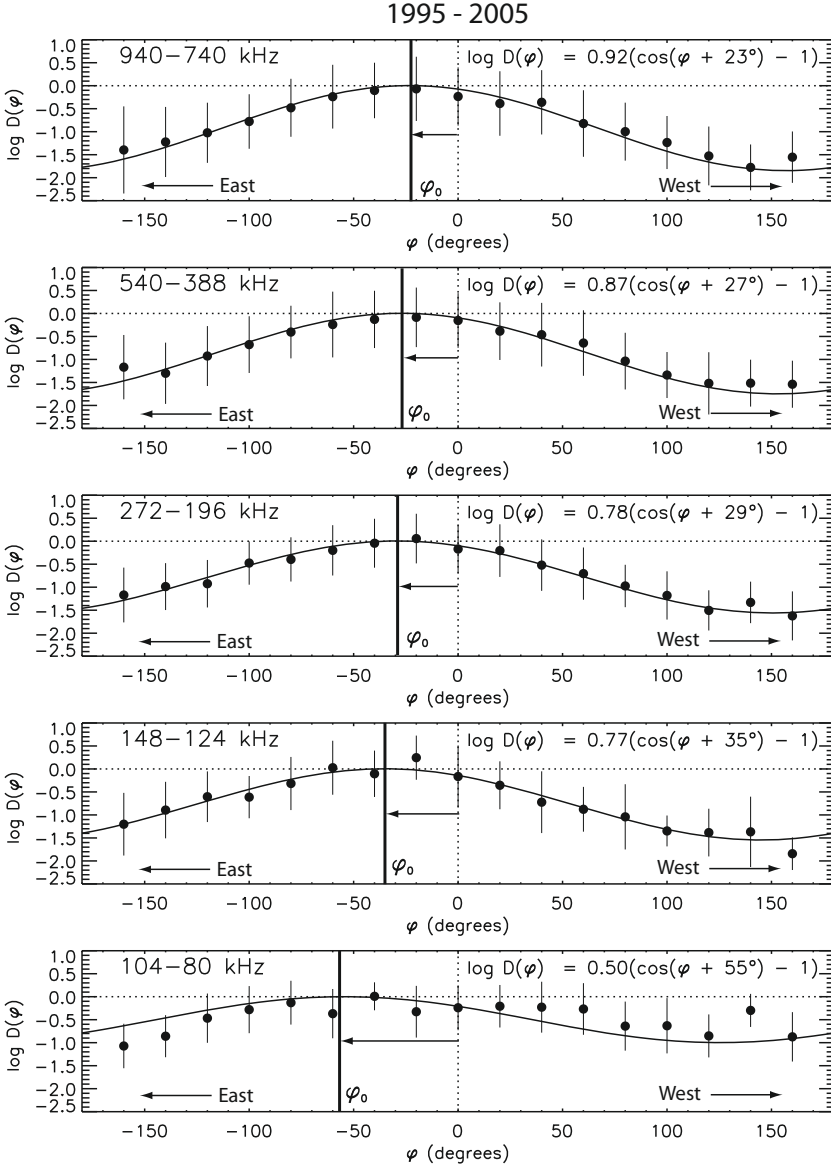 1995 - 2005
940–740 kHz
log D(φ) = 0.92(cos(φ + 23°) − 1)
log D(φ)
1.0
0.5
0.0
−0.5
−1.0
−1.5
−2.0
−2.5
East
φ₀
West
−150 −100 −50 0 50 100 150
φ (degrees)
540–388 kHz
log D(φ) = 0.87(cos(φ + 27°) − 1)
log D(φ)
1.0
0.5
0.0
−0.5
−1.0
−1.5
−2.0
−2.5
East
φ₀
West
−150 −100 −50 0 50 100 150
φ (degrees)
272–196 kHz
log D(φ) = 0.78(cos(φ + 29°) − 1)
log D(φ)
1.0
0.5
0.0
−0.5
−1.0
−1.5
−2.0
−2.5
East
φ₀
West
−150 −100 −50 0 50 100 150
φ (degrees)
148–124 kHz
log D(φ) = 0.77(cos(φ + 35°) − 1)
log D(φ)
1.0
0.5
0.0
−0.5
−1.0
−1.5
−2.0
−2.5
East
φ₀
West
−150 −100 −50 0 50 100 150
φ (degrees)
104–80 kHz
log D(φ) = 0.50(cos(φ + 55°) − 1)
log D(φ)
1.0
0.5
0.0
−0.5
−1.0
−1.5
−2.0
−2.5
East
φ₀
West
−150 −100 −50 0 50 100 150
φ (degrees)